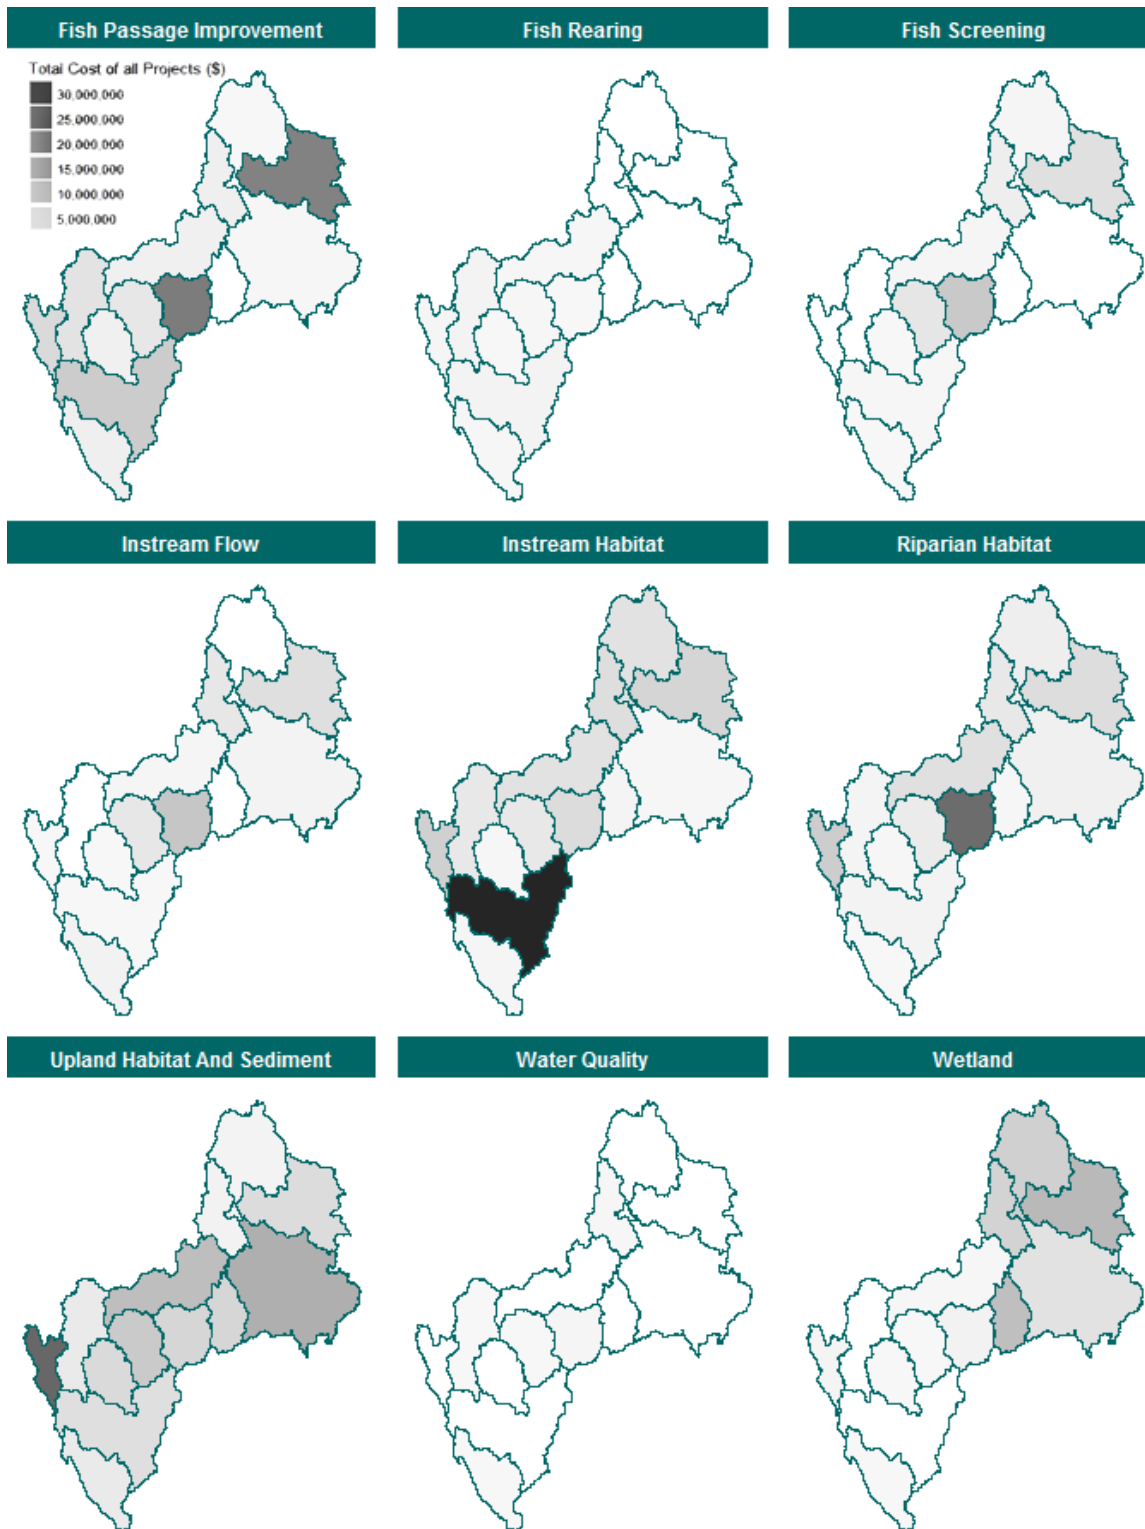 Fish Passage Improvement
Fish Rearing
Fish Screening
Total Cost of all Projects ($)
30,000,000
25,000,000
20,000,000
15,000,000
10,000,000
5,000,000
Instream Flow
Instream Habitat
Riparian Habitat
Upland Habitat And Sediment
Water Quality
Wetland